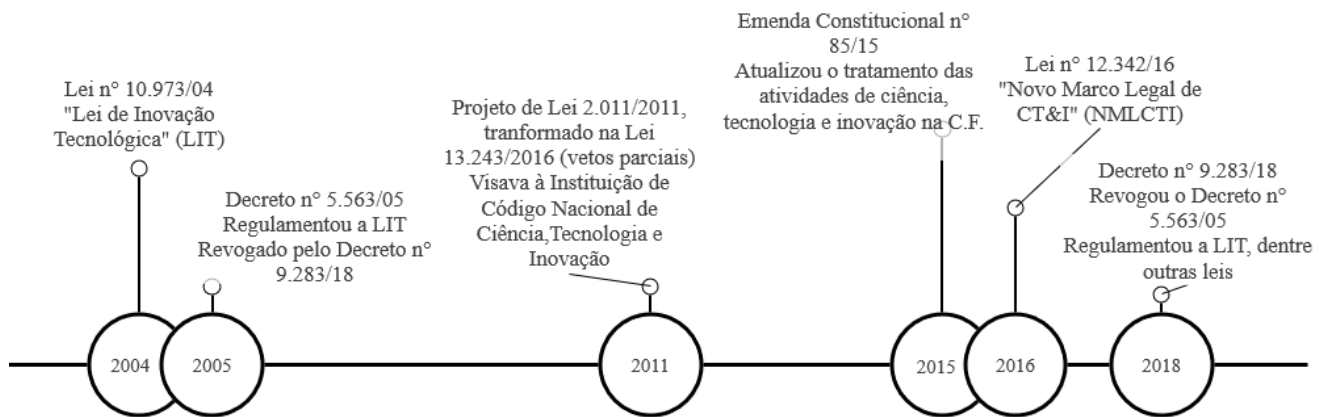 Lei n° 10.973/04
"Lei de Inovação
Tecnológica" (LIT)
Decreto n° 5.563/05
Regulamentou a LIT
Revogado pelo Decreto n°
9.283/18
Projeto de Lei 2.011/2011,
tranformado na Lei
13.243/2016 (vetos parciais)
Visava à Instituição de
Código Nacional de
Ciência,Tecnologia e
Inovação
Emenda Constitucional n°
85/15
Atualizou o tratamento das
atividades de ciência,
tecnologia e inovação na C.F.
Lei n° 12.342/16
"Novo Marco Legal de
CT&I" (NMLCTI)
Decreto n° 9.283/18
Revogou o Decreto n°
5.563/05
Regulamentou a LIT, dentre
outras leis
2004
2005
2011
2015
2016
2018